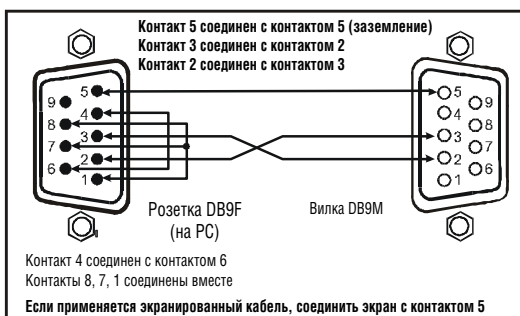 Контакт 5 соединен с контактом 5 (заземление)
Контакт 3 соединен с контактом 2
Контакт 2 соединен с контактом 3
5
9
4
8
3
7
2
6
1
5
9
4
8
3
7
2
6
1
Розетка DB9F
(на PC)
Вилка DB9M
Контакт 4 соединен с контактом 6
Контакты 8, 7, 1 соединены вместе
Если применяется экранированный кабель, соединить экран с контактом 5